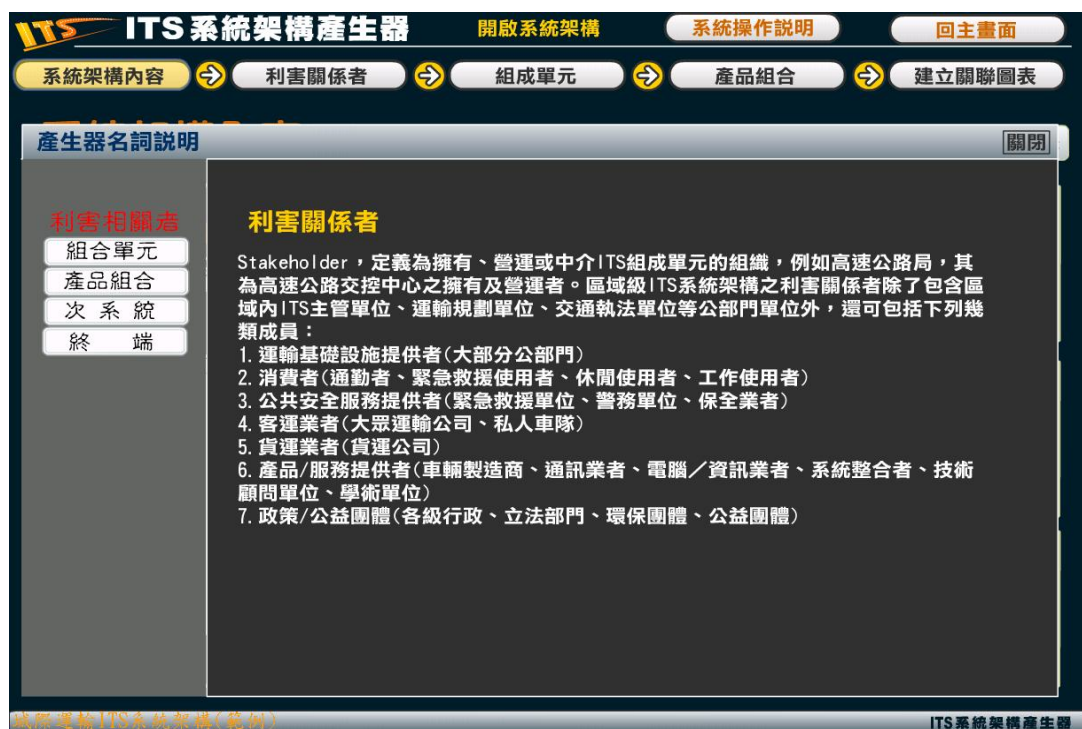 ITS ITS系統架構產生器 開啟系統架構 系統操作說明 回主畫面
系統架構內容 利害關係者 組成單元 產品組合 建立關聯圖表
產生器名詞說明 關閉
利害相關者
組合單元
產品組合
次系統
終端
利害關係者
Stakeholder，定義為擁有、營運或中介ITS組成單元的組織，例如高速公路局，其
為高速公路交控中心之擁有及營運者。區域級ITS系統架構之利害關係者除了包含區
域內ITS主管單位、運輸規劃單位、交通執法單位等公部門單位外，還可包括下列幾
類成員：
1. 運輸基礎設施提供者(大部分公部門)
2. 消費者(通勤者、緊急救援使用者、休閒使用者、工作使用者)
3. 公共安全服務提供者(緊急救援單位、警務單位、保全業者)
4. 客運業者(大眾運輸公司、私人車隊)
5. 貨運業者(貨運公司)
6. 產品/服務提供者(車輛製造商、通訊業者、電腦／資訊業者、系統整合者、技術
顧問單位、學術單位)
7. 政策/公益團體(各級行政、立法部門、環保團體、公益團體)
城際運輸ITS系統架構(範例) ITS系統架構產生器